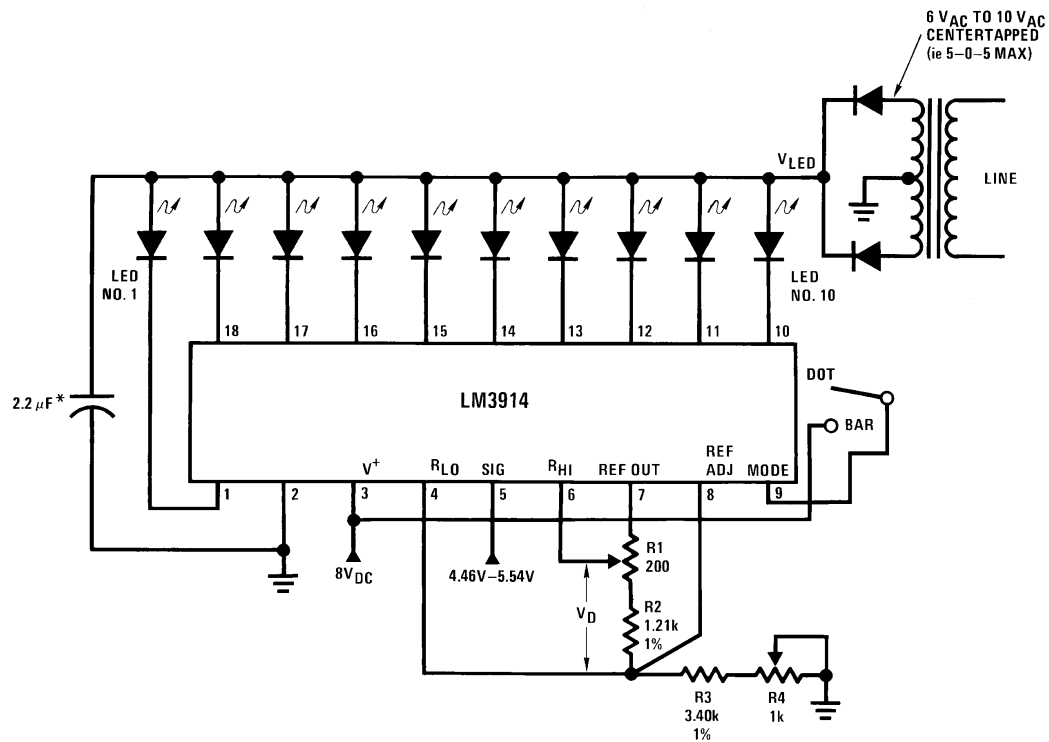 6 VAC TO 10 VAC
CENTERTAPPED
(ie 5–0–5 MAX)
VLED
LINE
LED
NO. 1
LED
NO. 10
18
17
16
15
14
13
12
11
10
2.2 µF*
LM3914
DOT
BAR
V+
RLO
SIG
RHI
REF OUT
REF
ADJ
MODE
1
2
3
4
5
6
7
8
9
8VDC
4.46V–5.54V
R1
200
VD
R2
1.21k
1%
R3
3.40k
1%
R4
1k